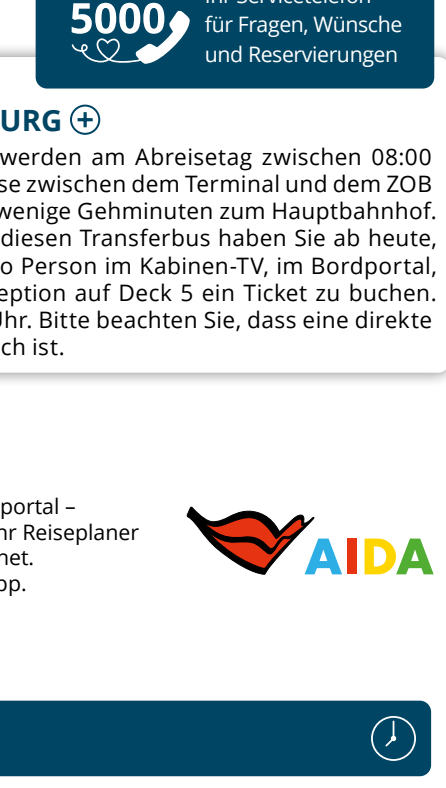 Ihr Servicetelefon
5000
für Fragen, Wünsche
und Reservierungen
URG
werden am Abreisetag zwischen 08:00
se zwischen dem Terminal und dem ZOB
wenige Gehminuten zum Hauptbahnhof.
diesen Transferbus haben Sie ab heute,
o Person im Kabinen-TV, im Bordportal,
eption auf Deck 5 ein Ticket zu buchen.
Uhr. Bitte beachten Sie, dass eine direkte
ch ist.
portal –
hr Reiseplaner
net.
pp.
AIDA